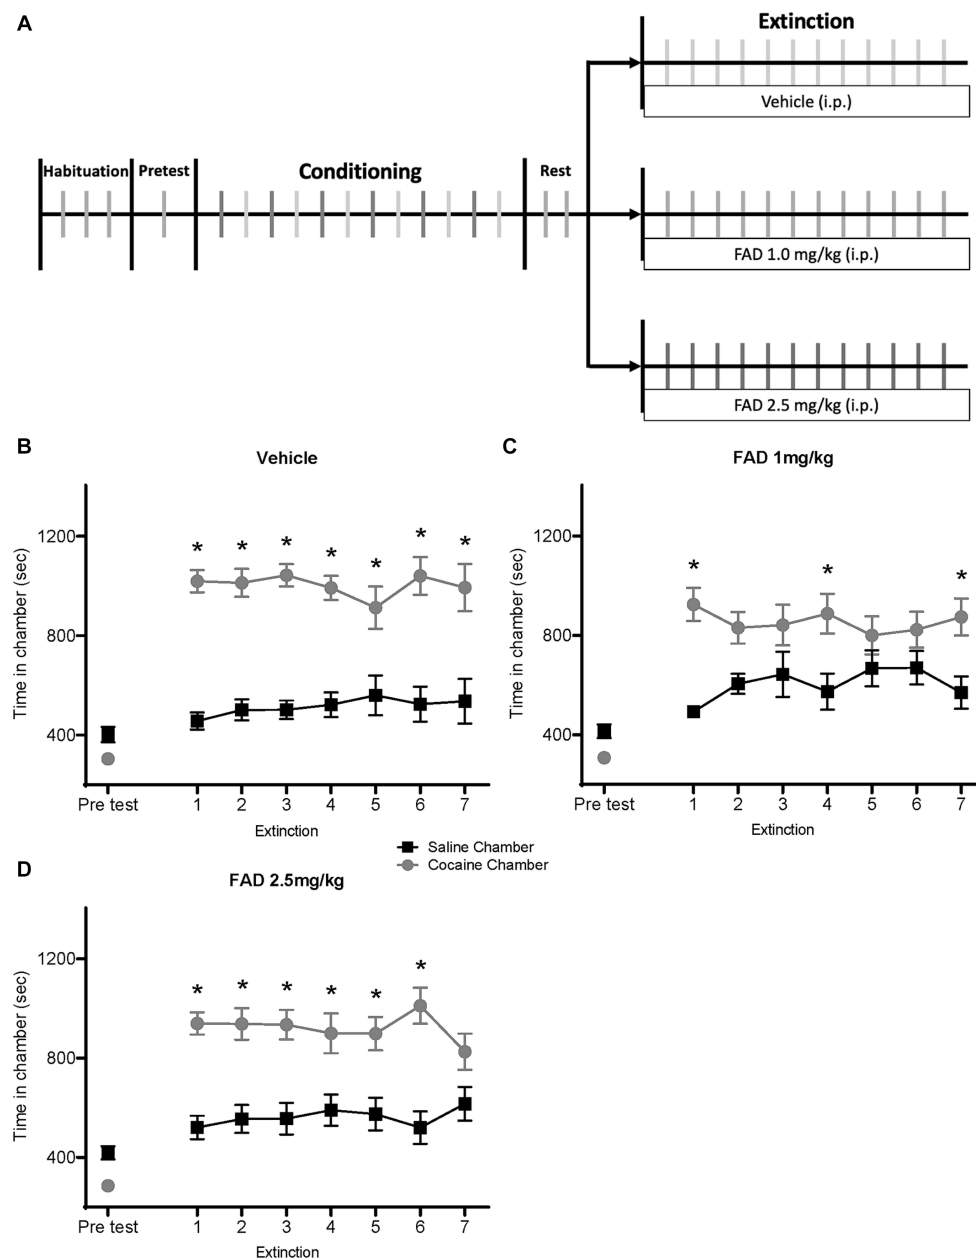 A
Extinction
Vehicle (i.p.)
Habituation
Pretest
Conditioning
Rest
FAD 1.0 mg/kg (i.p.)
FAD 2.5 mg/kg (i.p.)
B
Vehicle
Time in chamber (sec)
1200
800
400
* * * * * * *
Pre test 1 2 3 4 5 6 7
Extinction
C
FAD 1mg/kg
Time in chamber (sec)
1200
800
400
* * *
Pre test 1 2 3 4 5 6 7
Extinction
Saline Chamber
Cocaine Chamber
D
FAD 2.5mg/kg
Time in chamber (sec)
1200
800
400
* * * * * *
Pre test 1 2 3 4 5 6 7
Extinction